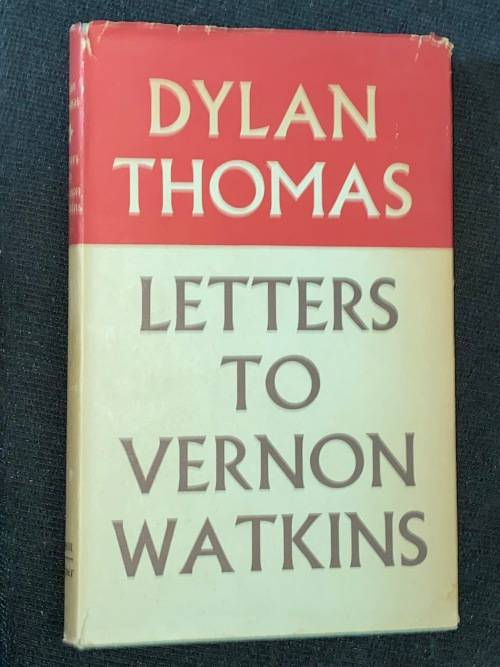 DYLAN
THOMAS
LETTERS
TO
VERNON
WATKINS